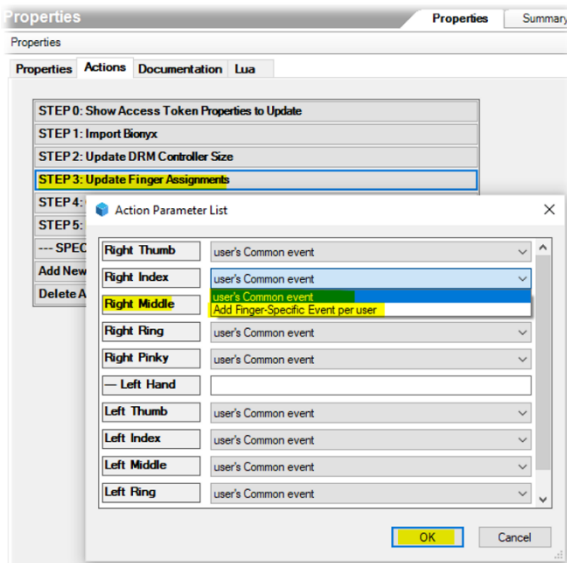 Properties
Properties
Summary
Properties
Properties
Actions
Documentation
Lua
STEP 0: Show Access Token Properties to Update
STEP 1: Import Bionyx
STEP 2: Update DRM Controller Size
STEP 3: Update Finger Assignments
STEP 4:
STEP 5:
--- SPEC
Add New
Delete A
Action Parameter List
Right Thumb
user's Common event
Right Index
user's Common event
user's Common event
Add Finger-Specific Event per user
Right Middle
Right Ring
user's Common event
Right Pinky
user's Common event
— Left Hand
Left Thumb
user's Common event
Left Index
user's Common event
Left Middle
user's Common event
Left Ring
user's Common event
OK
Cancel